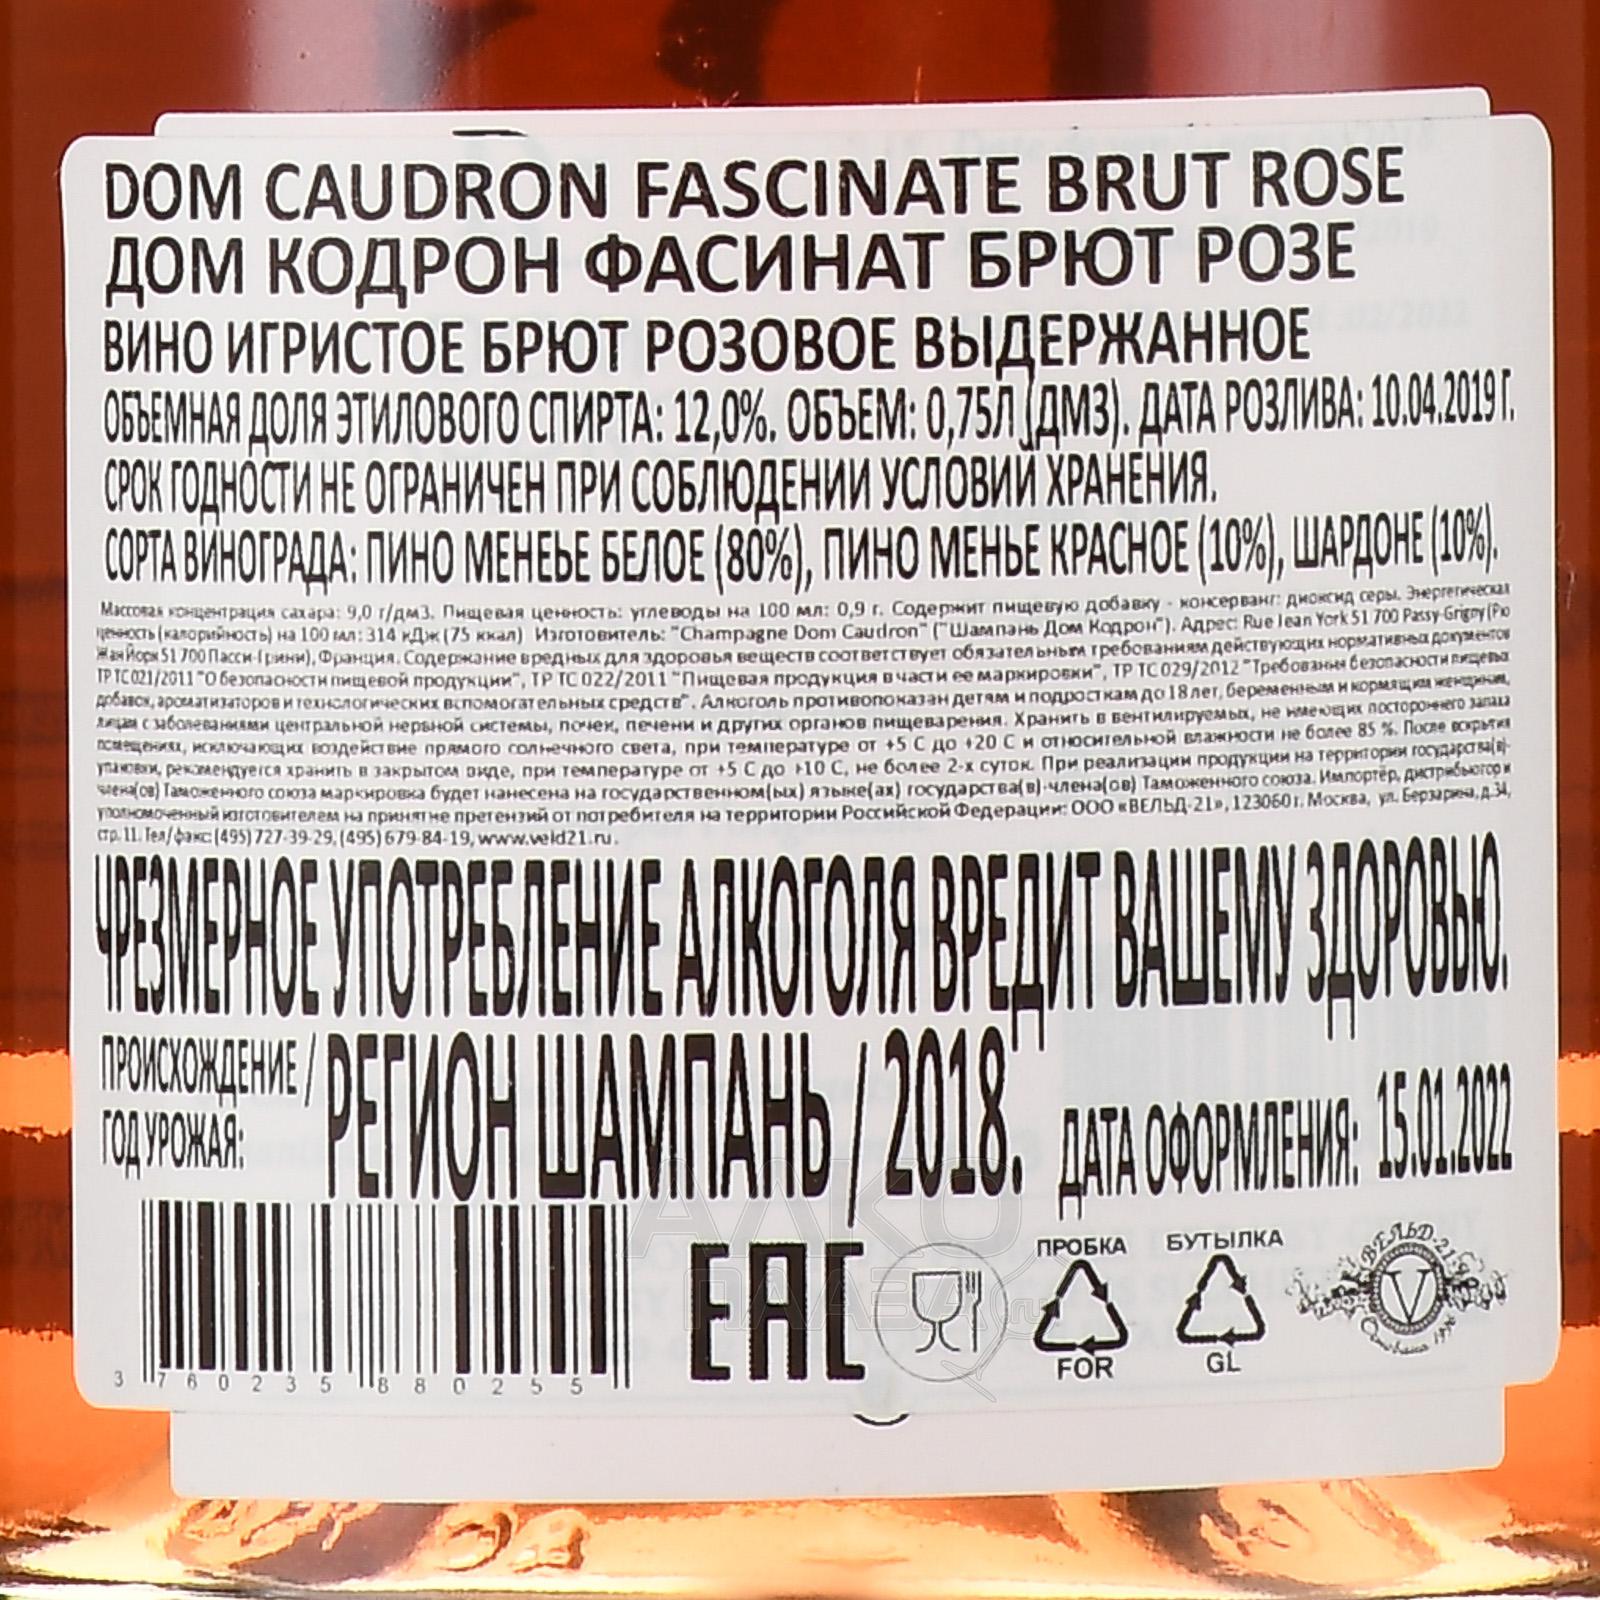 DOM CAUDRON FASCINATE BRUT ROSE
ДОМ КОДРОН ФАСИНАТ БРЮТ РОЗЕ
ВИНО ИГРИСТОЕ БРЮТ РОЗОВОЕ ВЫДЕРЖАННОЕ
ОБЪЕМНАЯ ДОЛЯ ЭТИЛОВОГО СПИРТА: 12,0%. ОБЪЕМ: 0,75Л (ДМ3). ДАТА РОЗЛИВА: 10.04.2019 Г.
СРОК ГОДНОСТИ НЕ ОГРАНИЧЕН ПРИ СОБЛЮДЕНИИ УСЛОВИЙ ХРАНЕНИЯ.
СОРТА ВИНОГРАДА: ПИНО МЕНЕЬЕ БЕЛОЕ (80%), ПИНО МЕНЬЕ КРАСНОЕ (10%), ШАРДОНЕ (10%).
Массовая концентрация сахара: 9,0 г/дм3. Пищевая ценность: углеводы на 100 мл: 0,9 г. Содержит пищевую добавку - консервант: диоксид серы. Энергетическая
ценность (калорийность) на 100 мл: 314 кДж (75 ккал) Изготовитель: "Champagne Dom Caudron" ("Шампань Дом Кодрон"). Адрес: Rue Jean York 51 700 Passy-Grigny (Рю
Жан Йорк 51 700 Пасси-Грини), Франция. Содержание вредных для здоровья веществ соответствует обязательным требованиям действующих нормативных документов
ТР ТС 021/2011 "О безопасности пищевой продукции", ТР ТС 022/2011 "Пищевая продукция в части ее маркировки", ТР ТС 029/2012 "Требования безопасности пищевых
добавок, ароматизаторов и технологических вспомогательных средств". Алкоголь противопоказан детям и подросткам до 18 лет, беременным и кормящим женщинам,
лицам с заболеваниями центральной нервной системы, почек, печени и других органов пищеварения. Хранить в вентилируемых, не имеющих постороннего запаха
помещениях, исключающих воздействие прямого солнечного света, при температуре от +5 С до +20 С и относительной влажности не более 85 %. После вскрытия
упаковки, рекомендуется хранить в закрытом виде, при температуре от +5 С до +10 С, не более 2-х суток. При реализации продукции на территории государства(в)-
члена(ов) Таможенного союза маркировка будет нанесена на государственном(ых) языке(ах) государства(в)-члена(ов) Таможенного союза. Импортёр, дистрибьютор и
уполномоченный изготовителем на принятие претензий от потребителя на территории Российской Федерации: ООО «ВЕЛЬД-21», 123060 г. Москва, ул. Берзарина, д.34,
стр. 11. Тел/факс: (495) 727-39-29, (495) 679-84-19, www.veld21.ru.
ЧРЕЗМЕРНОЕ УПОТРЕБЛЕНИЕ АЛКОГОЛЯ ВРЕДИТ ВАШЕМУ ЗДОРОВЬЮ.
ПРОИСХОЖДЕНИЕ /
ГОД УРОЖАЯ:
РЕГИОН ШАМПАНЬ / 2018.
ДАТА ОФОРМЛЕНИЯ: 15.01.2022
3 760235 880255
EAC
ПРОБКА
FOR
БУТЫЛКА
GL
ВЕЛЬД-21
V
Основана 1996
АЛКО
ПЛАЗА.ru